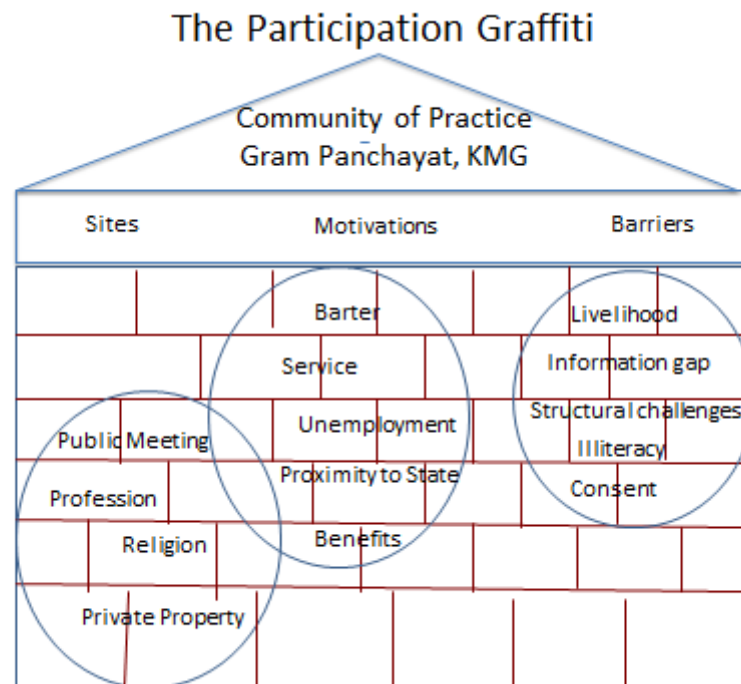 The Participation Graffiti
Community of Practice
Gram Panchayat, KMG
Sites Motivations Barriers
Barter Livelihood
Service Information gap
Unemployment Structural challenges
Public Meeting Illiteracy
Proximity to State Consent
Profession
Religion Benefits
Private Property